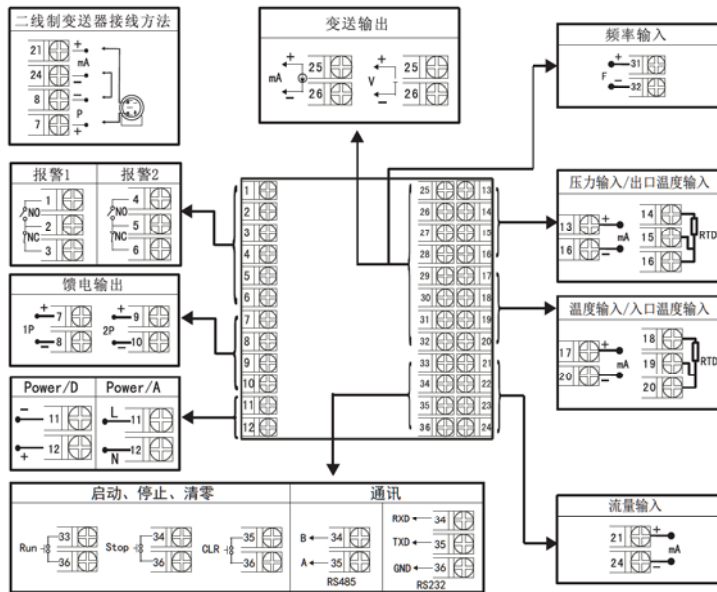 二线制变送器接线方法
21 + mA
24 -
8 - P
7 +
变送输出
mA + - 25 26
V + - 25 26
频率输入
F + 31
- 32
报警1 报警2
1 NO 2 NC 3
4 NO 5 NC 6
馈电输出
1P + 7 - 8
2P + 9 - 10
Power/D Power/A
- 11 L 11
+ 12 N 12
1 25 13
2 26 14
3 27 15
4 28 16
5 29 17
6 30 18
7 31 19
8 32 20
9 33 21
10 34 22
11 35 23
12 36 24
压力输入/出口温度输入
13 + mA 16 -
14 15 16 RTD
温度输入/入口温度输入
17 + mA 20 -
18 19 20 RTD
启动、停止、清零 通讯
Run 33 36
Stop 34 36
CLR 35 36
B 34
A 35
RS485
RXD 34
TXD 35
GND 36
RS232
流量输入
21 + mA
24 -